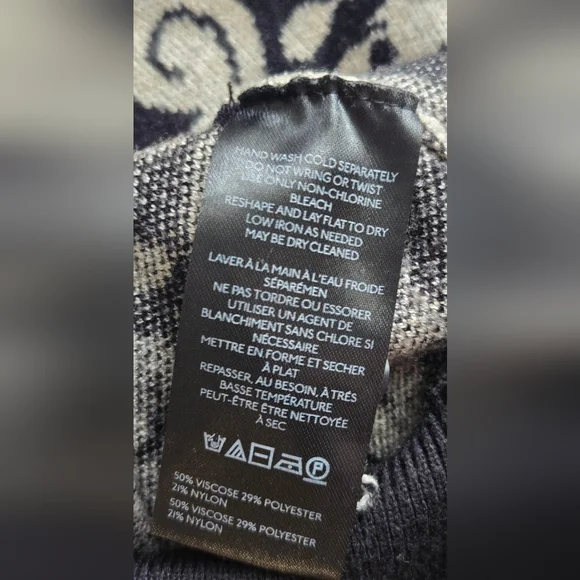 HAND WASH COLD SEPARATELY
DO NOT WRING OR TWIST
USE ONLY NON-CHLORINE
BLEACH
RESHAPE AND LAY FLAT TO DRY
LOW IRON AS NEEDED
MAY BE DRY CLEANED
LAVER À LA MAIN À L'EAU FROIDE
SÉPARÉMEN
NE PAS TORDRE OU ESSORER
UTILISER UN AGENT DE
BLANCHIMENT SANS CHLORE SI
NÉCESSAIRE
METTRE EN FORME ET SECHER
À PLAT
REPASSER, AU BESOIN, À TRÉS
BASSE TEMPÉRATURE
PEUT-ÊTRE ÊTRE NETTOYÉE
À SEC
P
50% VISCOSE 29% POLYESTER
21% NYLON
50% VISCOSE 29% POLYESTER
21% NYLON